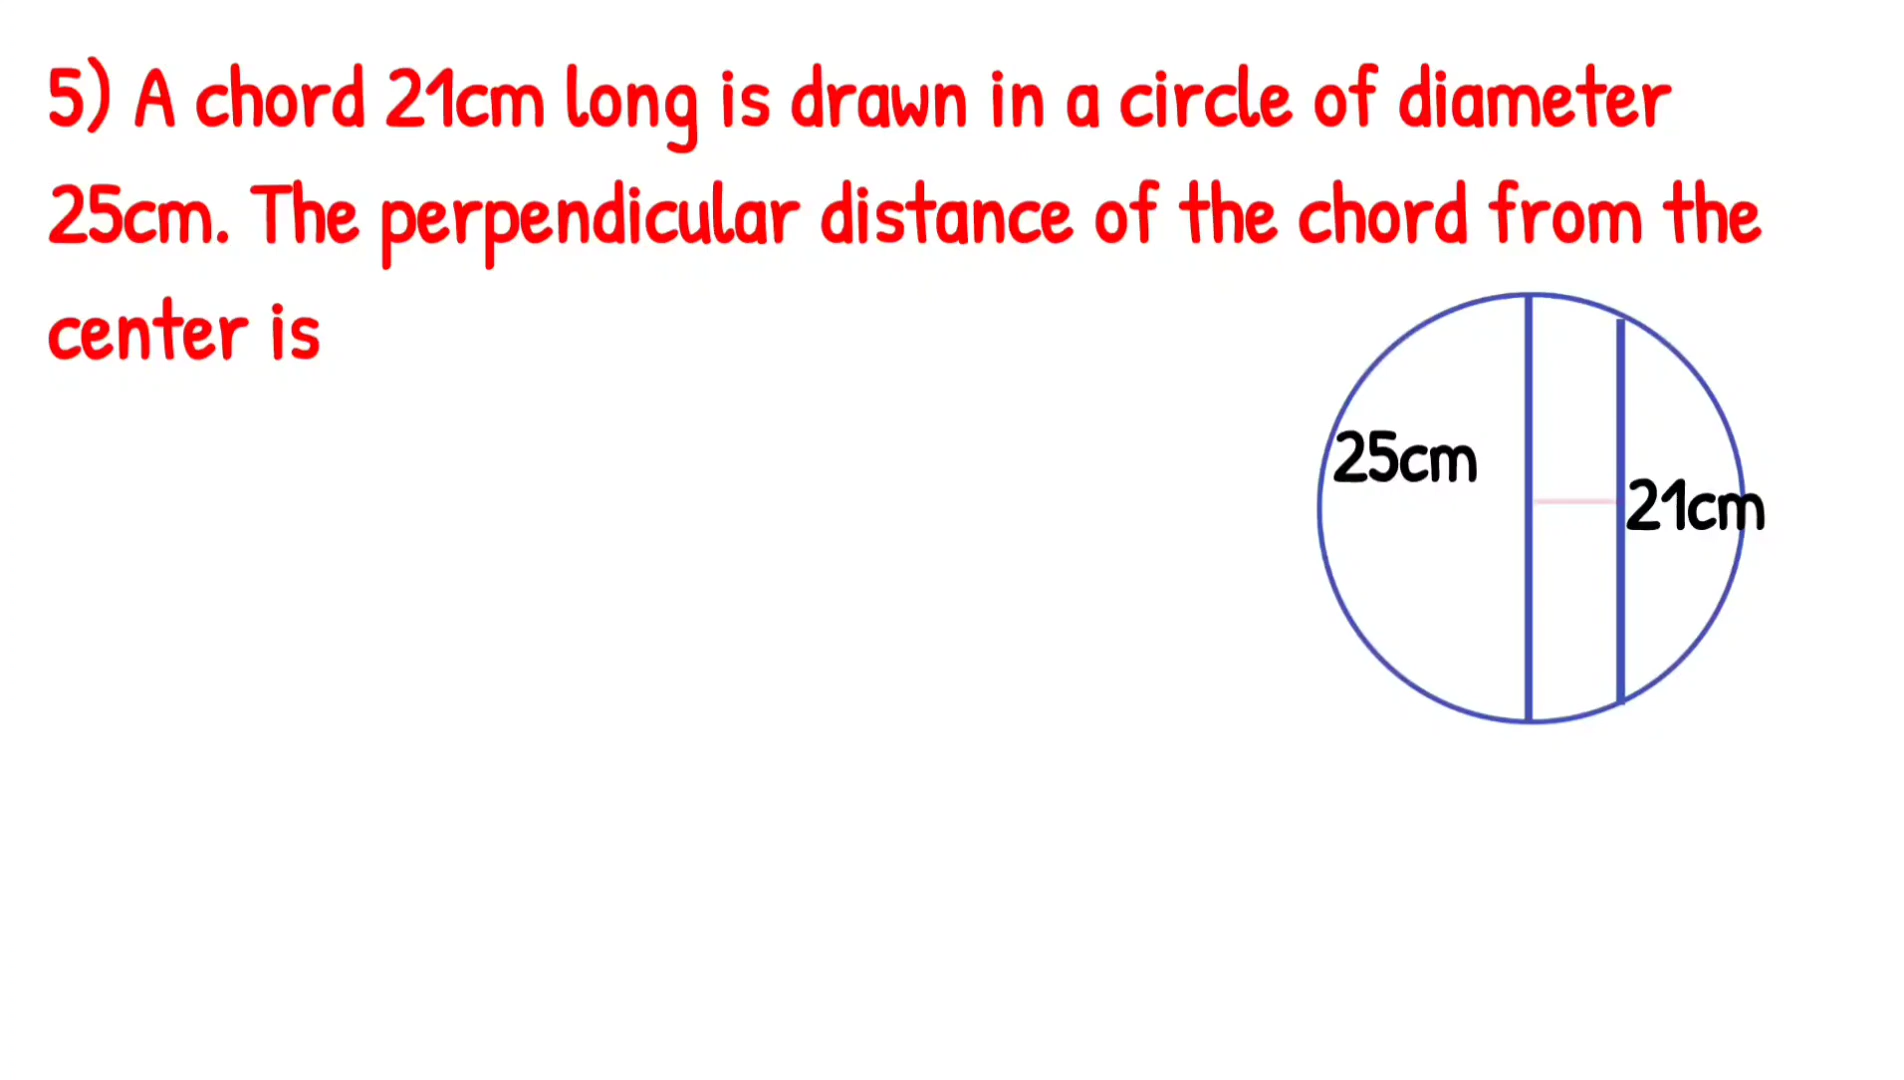 5) A chord 21cm long is drawn in a circle of diameter
25cm. The perpendicular distance of the chord from the
center is
25cm
21cm